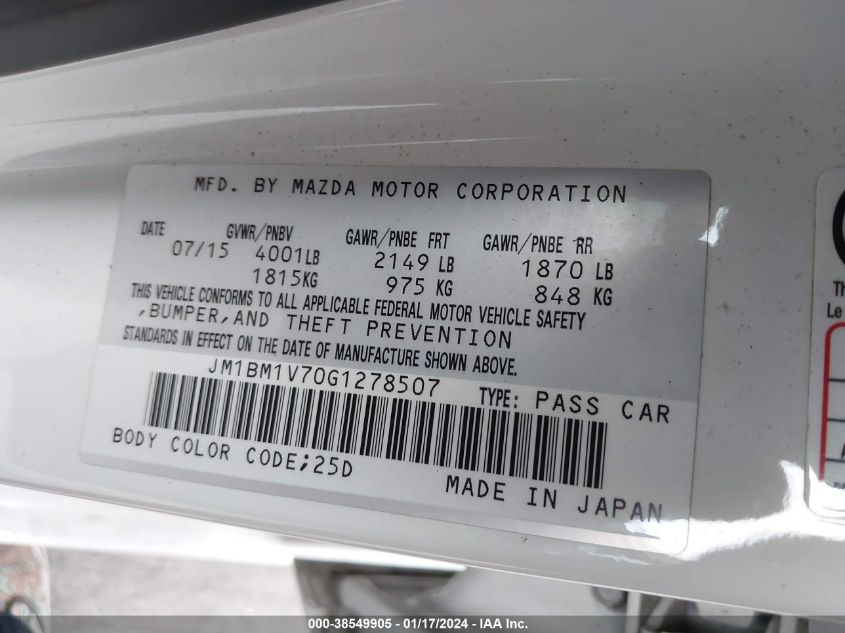 MFD. BY MAZDA MOTOR CORPORATION
DATE GVWR/PNBV GAWR/PNBE FRT GAWR/PNBE RR
07/15 4001LB 2149 LB 1870 LB
1815KG 975 KG 848 KG
THIS VEHICLE CONFORMS TO ALL APPLICABLE FEDERAL MOTOR VEHICLE SAFETY
,BUMPER,AND THEFT PREVENTION
STANDARDS IN EFFECT ON THE DATE OF MANUFACTURE SHOWN ABOVE.
JM1BM1V70G1278507 TYPE: PASS CAR
BODY COLOR CODE;25D
MADE IN JAPAN
Le
000-38549905 - 01/17/2024 - IAA Inc.